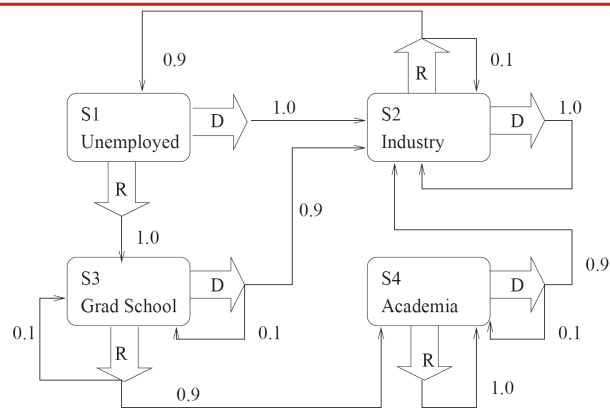 0.9
R
0.1
S1
Unemployed
D
1.0
S2
Industry
D
1.0
R
1.0
0.9
S3
Grad School
D
0.1
0.1
R
0.9
S4
Academia
D
0.9
0.1
R
1.0